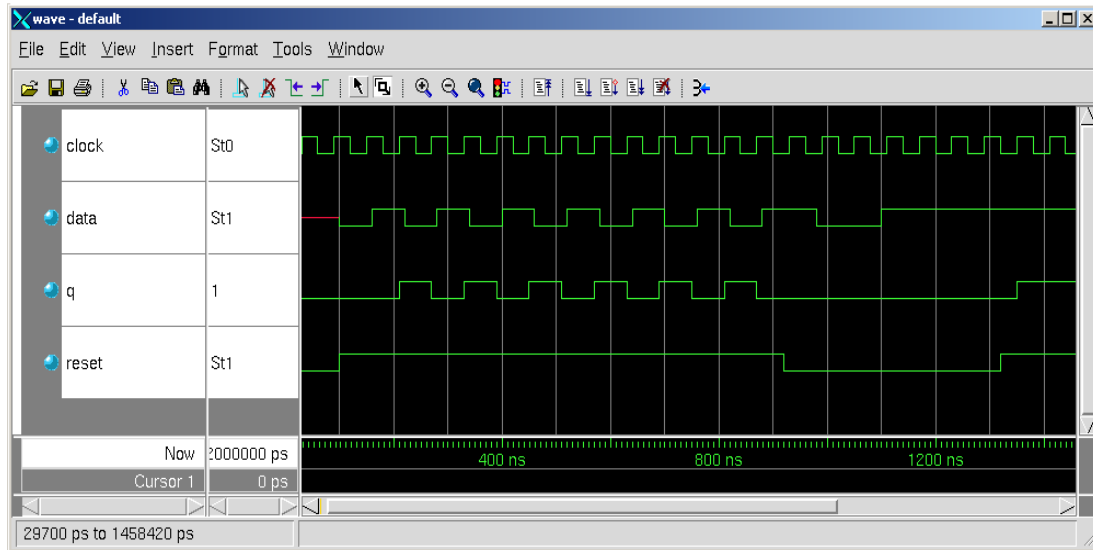 wave - default
File Edit View Insert Format Tools Window
clock St0
data St1
q 1
reset St1
Now 2000000 ps
400 ns 800 ns 1200 ns
Cursor 1 0 ps
29700 ps to 1458420 ps